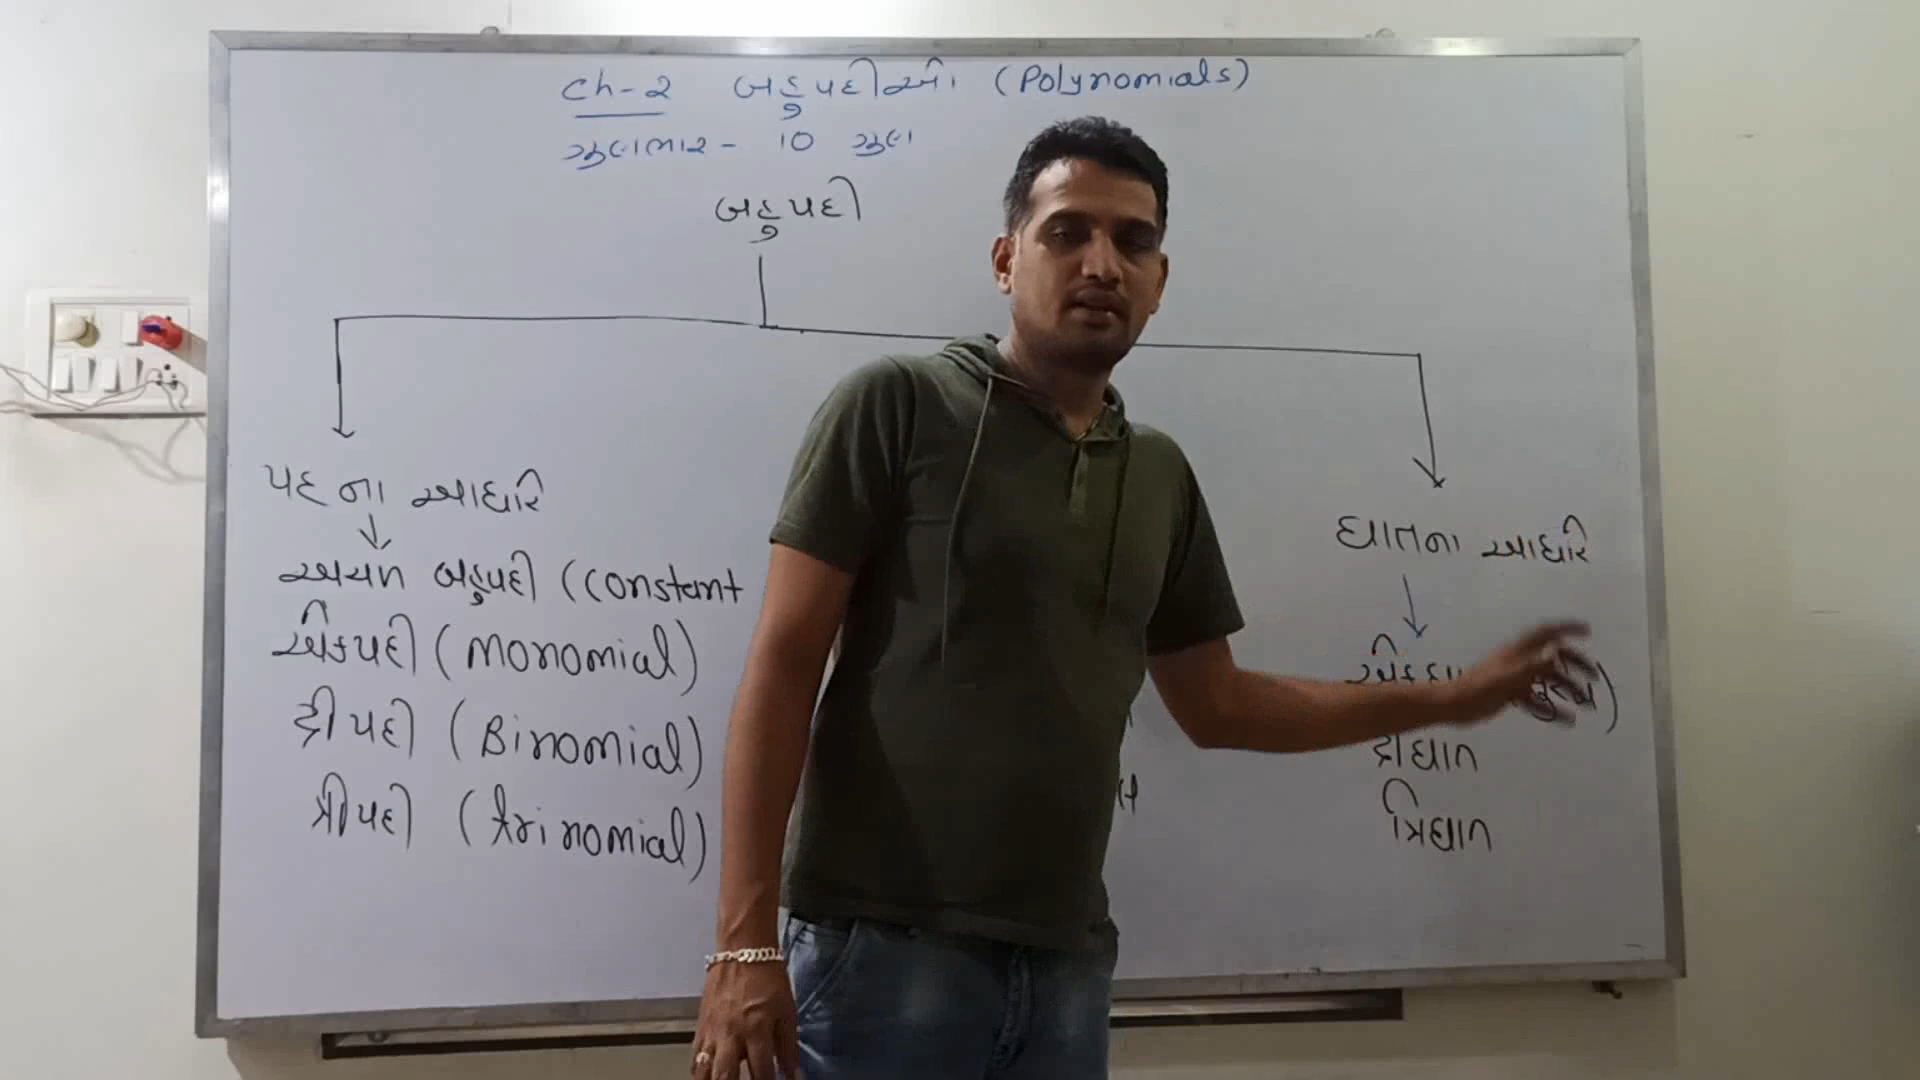 Ch-2 બહુપદીઓ (Polynomials)
ગુણભાર - 10 ગુણ
બહુપદી
પદ ના આધારે
અચળ બહુપદી (Constant
એકપદી (Monomial)
દ્રીપદી (Binomial)
ત્રીપદી (trinomial)
ઘાતના આધારે
દ્રીઘાત
ત્રિઘાત